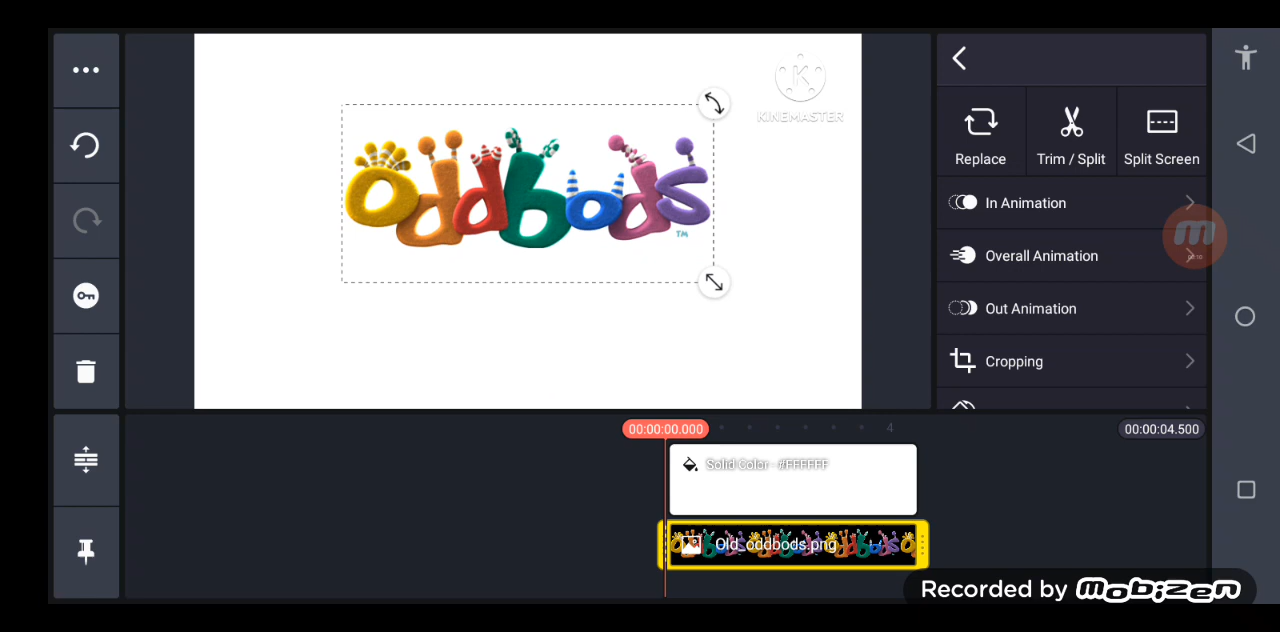 KINEMASTER
oddbods
TM
Replace
Trim / Split
Split Screen
In Animation
Overall Animation
Out Animation
Cropping
00:00:00.000
4
00:00:04.500
Solid Color - #FFFFFF
Old_oddbods.png
Recorded by mobizen